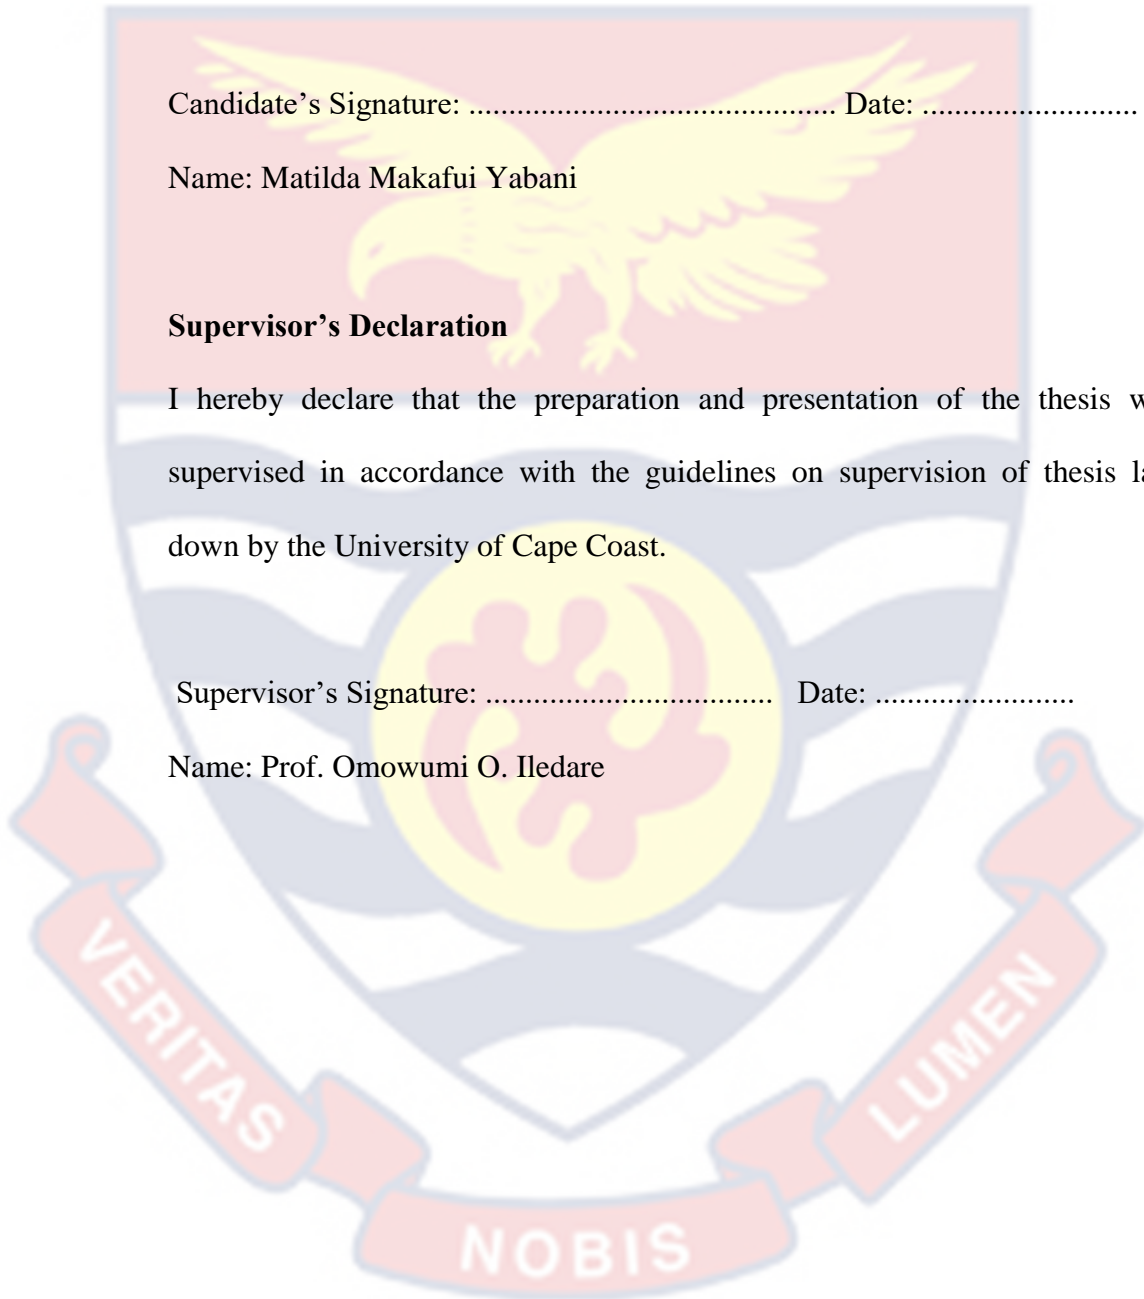 Candidate’s Signature: .............................................. Date: ...........................
Name: Matilda Makafui Yabani
Supervisor’s Declaration
I hereby declare that the preparation and presentation of the thesis w
supervised in accordance with the guidelines on supervision of thesis la
down by the University of Cape Coast.
Supervisor’s Signature: .................................... Date: .........................
Name: Prof. Omowumi O. Iledare
VERITAS
NOBIS
LUMEN